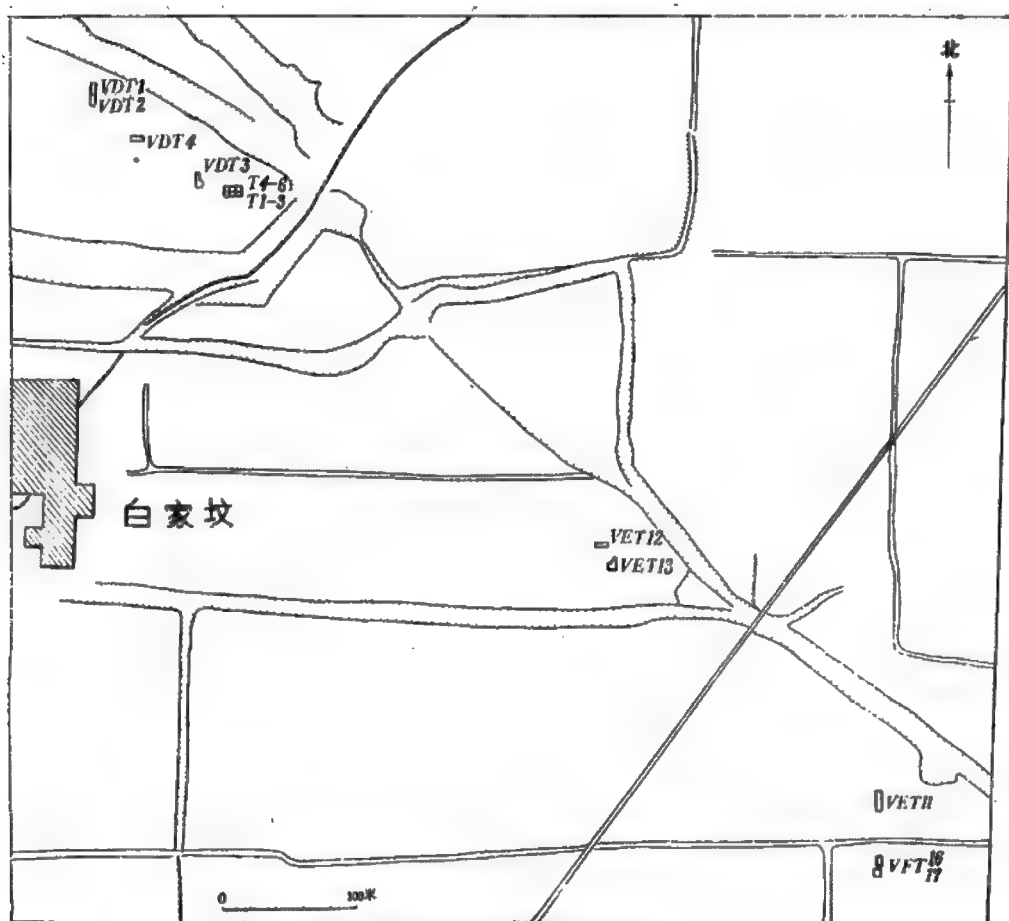 北
VDT1
VDT2
VDT4
VDT3
T4-6
T1-3
白家坟
VET12
VET13
VET11
VFT16
17
0 100米